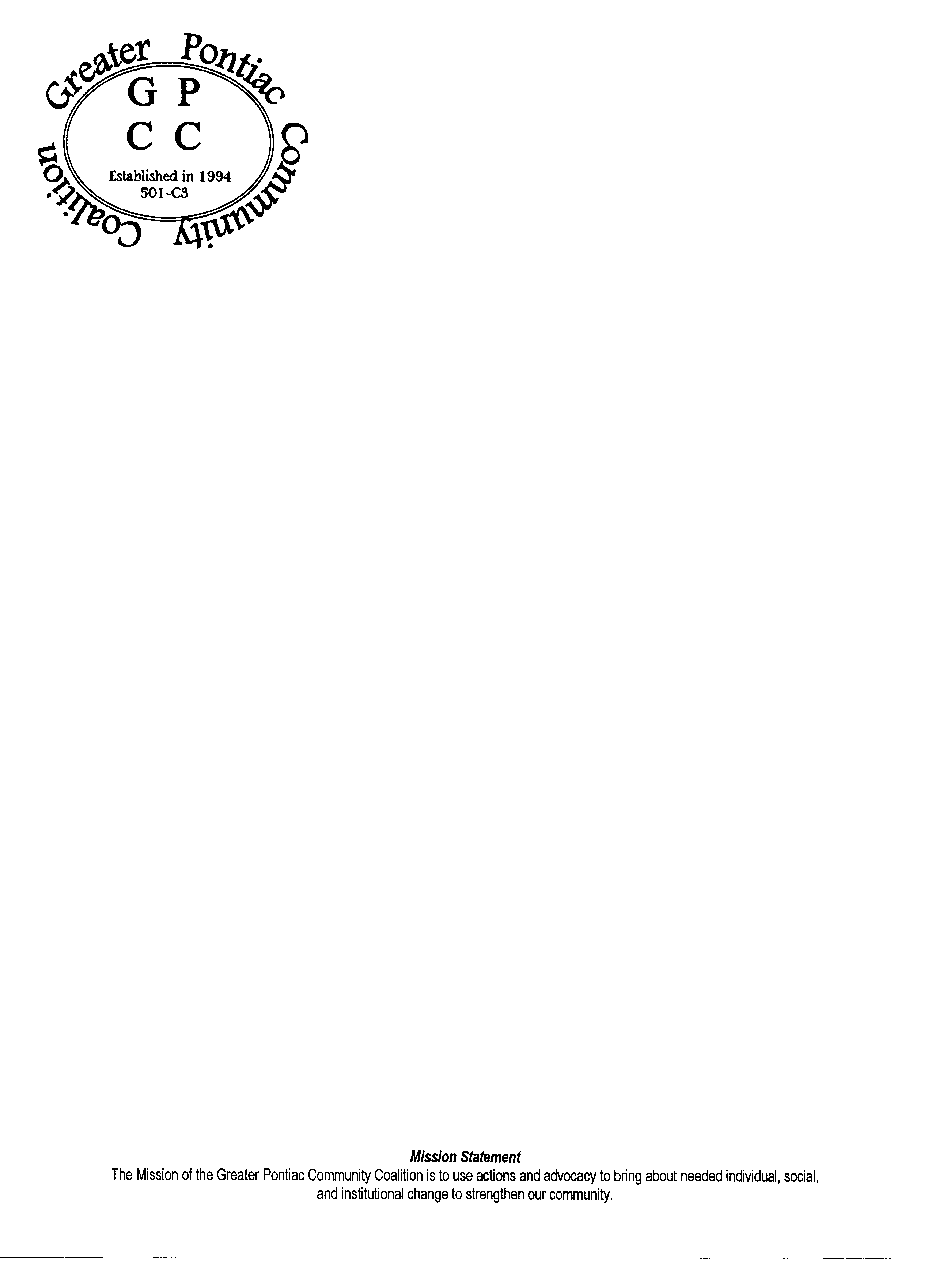 Greater Pontiac Community Coalition
G P
C C
Established in 1994
501-C3
Mission Statement
The Mission of the Greater Pontiac Community Coalition is to use actions and advocacy to bring about needed individual, social,
and institutional change to strengthen our community.